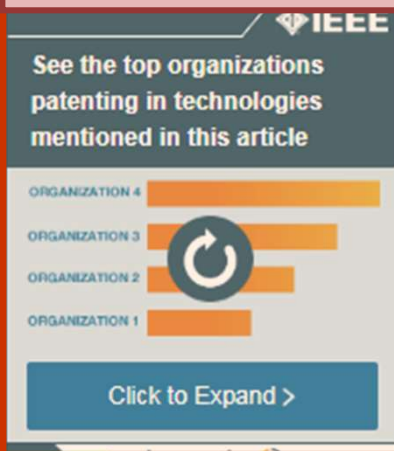 IEEE
See the top organizations
patenting in technologies
mentioned in this article
ORGANIZATION 4
ORGANIZATION 3
ORGANIZATION 2
ORGANIZATION 1
Click to Expand >